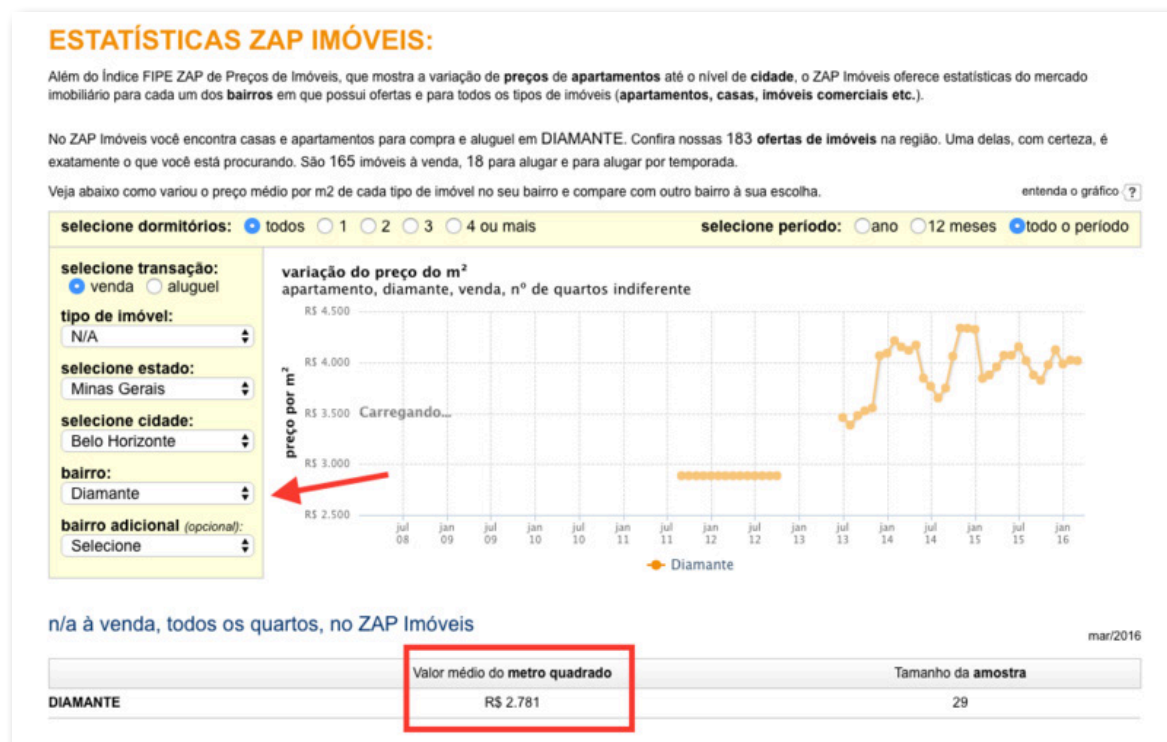 ESTATÍSTICAS ZAP IMÓVEIS:
Além do Índice FIPE ZAP de Preços de Imóveis, que mostra a variação de preços de apartamentos até o nível de cidade, o ZAP Imóveis oferece estatísticas do mercado
imobiliário para cada um dos bairros em que possui ofertas e para todos os tipos de imóveis (apartamentos, casas, imóveis comerciais etc.).
No ZAP Imóveis você encontra casas e apartamentos para compra e aluguel em DIAMANTE. Confira nossas 183 ofertas de imóveis na região. Uma delas, com certeza, é
exatamente o que você está procurando. São 165 imóveis à venda, 18 para alugar e para alugar por temporada.
Veja abaixo como variou o preço médio por m2 de cada tipo de imóvel no seu bairro e compare com outro bairro à sua escolha. entenda o gráfico ?
selecione dormitórios: todos 1 2 3 4 ou mais selecione período: ano 12 meses todo o período
selecione transação:
venda aluguel
tipo de imóvel:
N/A
selecione estado:
Minas Gerais
selecione cidade:
Belo Horizonte
bairro:
Diamante
bairro adicional (opcional):
Selecione
variação do preço do m²
apartamento, diamante, venda, nº de quartos indiferente
preço por m²
R$ 4.500
R$ 4.000
R$ 3.500
R$ 3.000
R$ 2.500
Carregando...
jul jan jul jan jul jan jul jan jul jan jul jan jul jan jul jan
08 09 09 10 10 11 11 12 12 13 13 14 14 15 15 16
Diamante
n/a à venda, todos os quartos, no ZAP Imóveis
mar/2016
Valor médio do metro quadrado Tamanho da amostra
DIAMANTE R$ 2.781 29